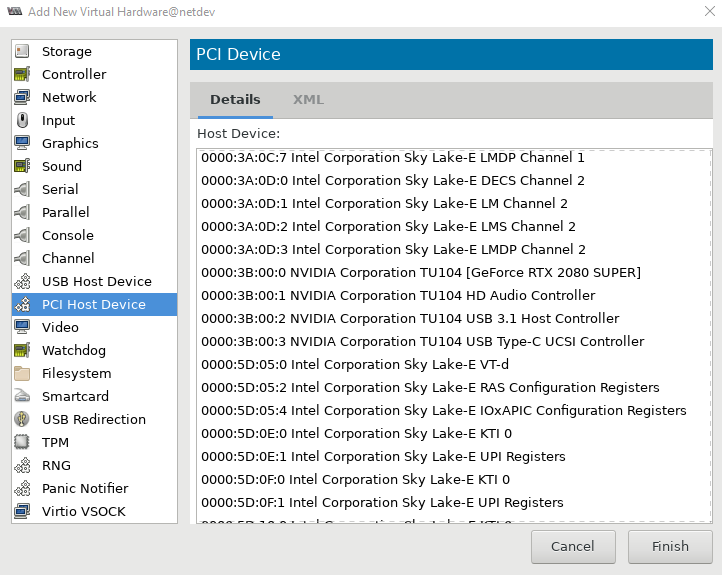 Add New Virtual Hardware@netdev
Storage
Controller
Network
Input
Graphics
Sound
Serial
Parallel
Console
Channel
USB Host Device
PCI Host Device
Video
Watchdog
Filesystem
Smartcard
USB Redirection
TPM
RNG
Panic Notifier
Virtio VSOCK
PCI Device
Details XML
Host Device:
0000:3A:0C:7 Intel Corporation Sky Lake-E LMDP Channel 1
0000:3A:0D:0 Intel Corporation Sky Lake-E DECS Channel 2
0000:3A:0D:1 Intel Corporation Sky Lake-E LM Channel 2
0000:3A:0D:2 Intel Corporation Sky Lake-E LMS Channel 2
0000:3A:0D:3 Intel Corporation Sky Lake-E LMDP Channel 2
0000:3B:00:0 NVIDIA Corporation TU104 [GeForce RTX 2080 SUPER]
0000:3B:00:1 NVIDIA Corporation TU104 HD Audio Controller
0000:3B:00:2 NVIDIA Corporation TU104 USB 3.1 Host Controller
0000:3B:00:3 NVIDIA Corporation TU104 USB Type-C UCSI Controller
0000:5D:05:0 Intel Corporation Sky Lake-E VT-d
0000:5D:05:2 Intel Corporation Sky Lake-E RAS Configuration Registers
0000:5D:05:4 Intel Corporation Sky Lake-E IOxAPIC Configuration Registers
0000:5D:0E:0 Intel Corporation Sky Lake-E KTI 0
0000:5D:0E:1 Intel Corporation Sky Lake-E UPI Registers
0000:5D:0F:0 Intel Corporation Sky Lake-E KTI 0
0000:5D:0F:1 Intel Corporation Sky Lake-E UPI Registers
Cancel Finish